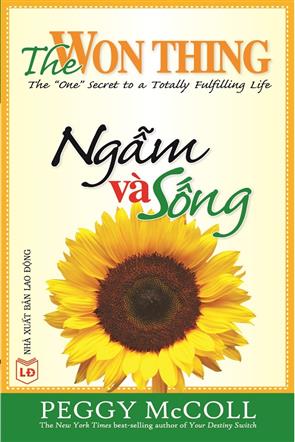 The WON THING
The "One" Secret to a Totally Fulfilling Life
Ngẫm
và Sống
NHÀ XUẤT BẢN LAO ĐỘNG
LĐ
PEGGY McCOLL
The New York Times best-selling author of Your Destiny Switch